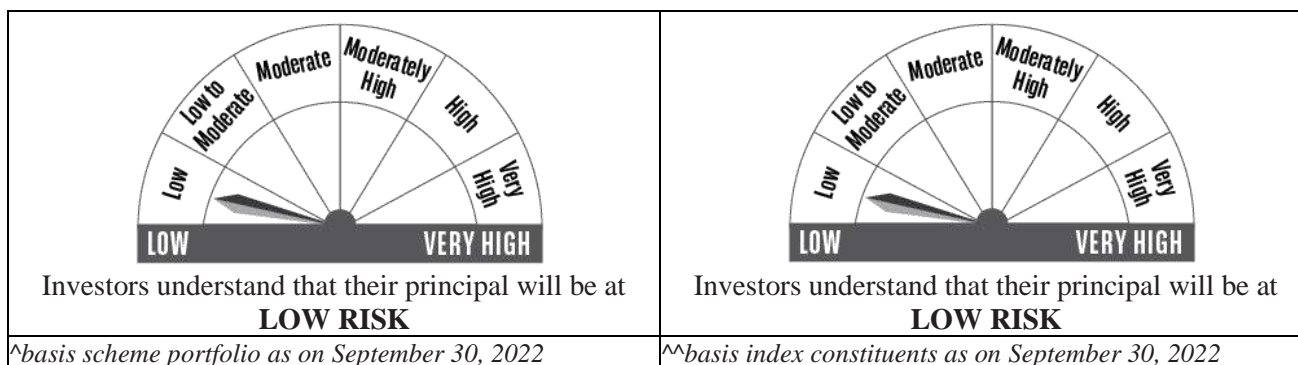 Low
Low to
Moderate
Moderate
Moderately
High
High
Very
High
LOW VERY HIGH
Investors understand that their principal will be at
LOW RISK
^basis scheme portfolio as on September 30, 2022
Low
Low to
Moderate
Moderate
Moderately
High
High
Very
High
LOW VERY HIGH
Investors understand that their principal will be at
LOW RISK
^^basis index constituents as on September 30, 2022